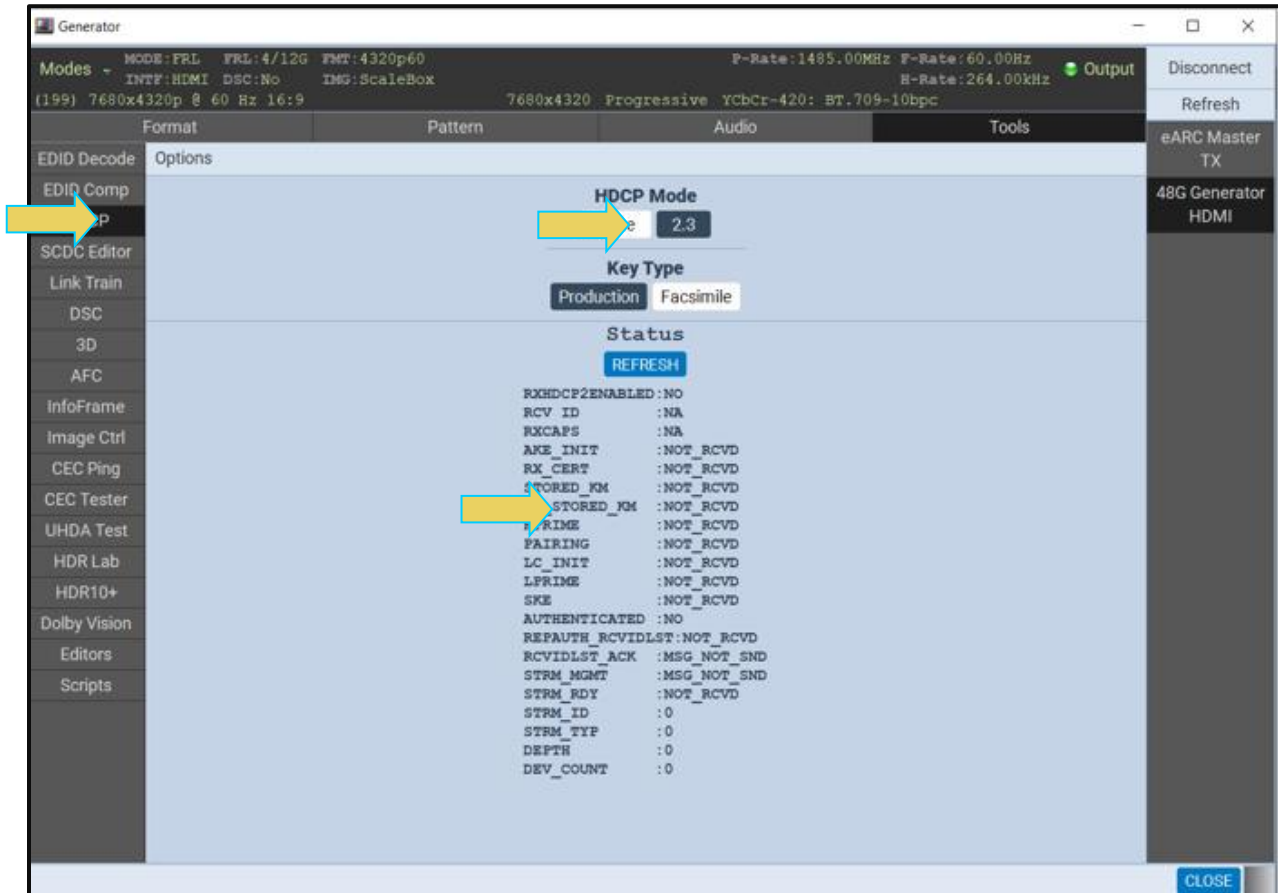 Generator
Modes
MODE:FRL FRL:4/12G FMT:4320p60
INTF:HDMI DSC:No IMG:ScaleBox
(199) 7680x4320p @ 60 Hz 16:9
P-Rate:1485.00MHz F-Rate:60.00Hz
H-Rate:264.00kHz
7680x4320 Progressive YCbCr-420: BT.709-10bpc
Output
Disconnect
Refresh
Format Pattern Audio Tools
eARC Master
TX
48G Generator
HDMI
EDID Decode
EDID Comp
P
SCDC Editor
Link Train
DSC
3D
AFC
InfoFrame
Image Ctrl
CEC Ping
CEC Tester
UHDA Test
HDR Lab
HDR10+
Dolby Vision
Editors
Scripts
Options
HDCP Mode
e 2.3
Key Type
Production Facsimile
Status
REFRESH
RXHDCP2ENABLED:NO
RCV ID :NA
RXCAPS :NA
AKE_INIT :NOT_RCVD
RX_CERT :NOT_RCVD
STORED_KM :NOT_RCVD
STORED_KM :NOT_RCVD
PRIME :NOT_RCVD
PAIRING :NOT_RCVD
LC_INIT :NOT_RCVD
LPRIME :NOT_RCVD
SKE :NOT_RCVD
AUTHENTICATED :NO
REPAUTH_RCVIDLST:NOT_RCVD
RCVIDLST_ACK :MSG_NOT_SND
STRM_MGMT :MSG_NOT_SND
STRM_RDY :NOT_RCVD
STRM_ID :0
STRM_TYP :0
DEPTH :0
DEV_COUNT :0
CLOSE